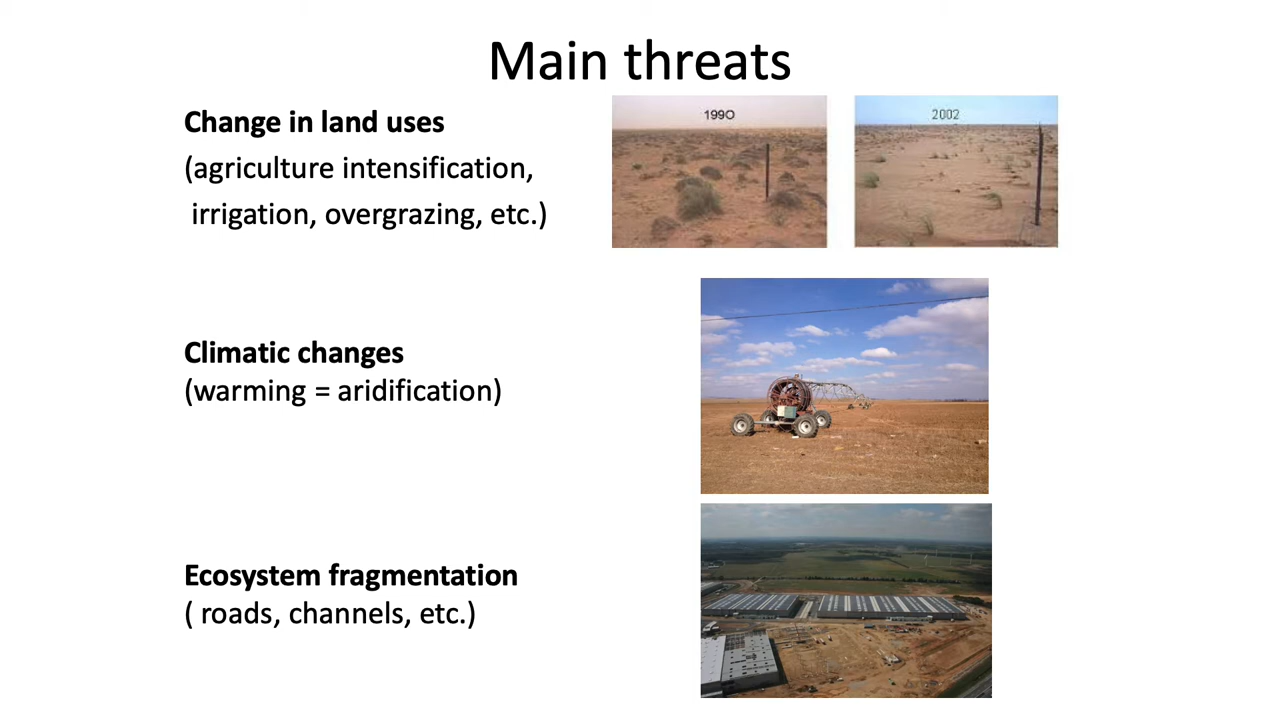 Main threats
Change in land uses
1990
2002
(agriculture intensification,
irrigation, overgrazing, etc.)
Climatic changes
(warming = aridification)
Ecosystem fragmentation
( roads, channels, etc.)